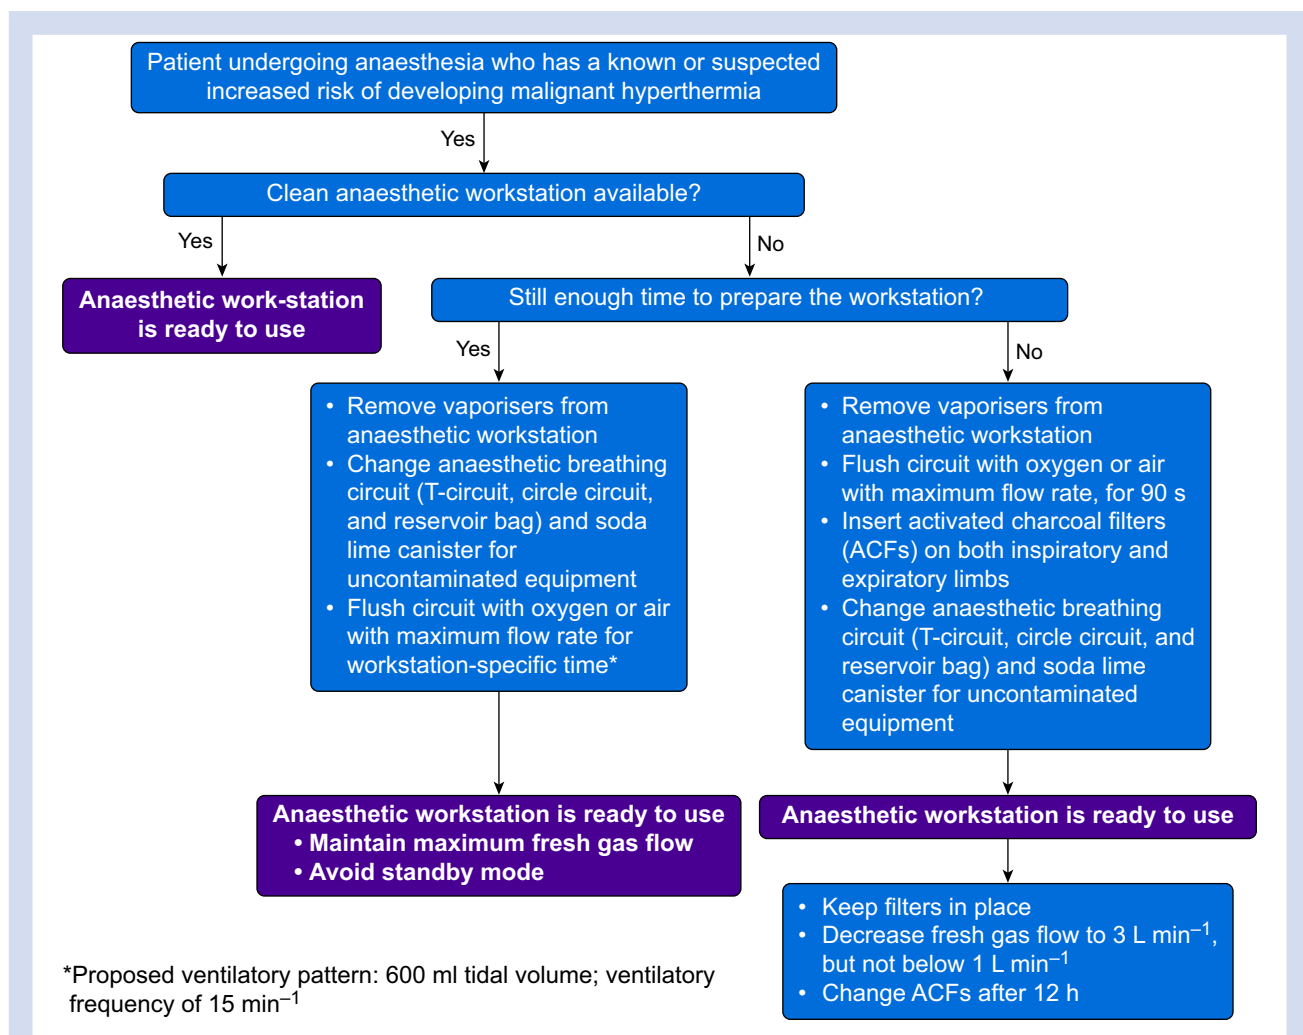 Patient undergoing anaesthesia who has a known or suspected
increased risk of developing malignant hyperthermia
Yes
Clean anaesthetic workstation available?
Yes
No
Anaesthetic work-station
is ready to use
Still enough time to prepare the workstation?
Yes
No
• Remove vaporisers from
anaesthetic workstation
• Change anaesthetic breathing
circuit (T-circuit, circle circuit,
and reservoir bag) and soda
lime canister for
uncontaminated equipment
• Flush circuit with oxygen or air
with maximum flow rate for
workstation-specific time*
• Remove vaporisers from
anaesthetic workstation
• Flush circuit with oxygen or air
with maximum flow rate, for 90 s
• Insert activated charcoal filters
(ACFs) on both inspiratory and
expiratory limbs
• Change anaesthetic breathing
circuit (T-circuit, circle circuit, and
reservoir bag) and soda lime
canister for uncontaminated
equipment
Anaesthetic workstation is ready to use
• Maintain maximum fresh gas flow
• Avoid standby mode
Anaesthetic workstation is ready to use
• Keep filters in place
• Decrease fresh gas flow to 3 L min⁻¹,
but not below 1 L min⁻¹
• Change ACFs after 12 h
*Proposed ventilatory pattern: 600 ml tidal volume; ventilatory
frequency of 15 min⁻¹